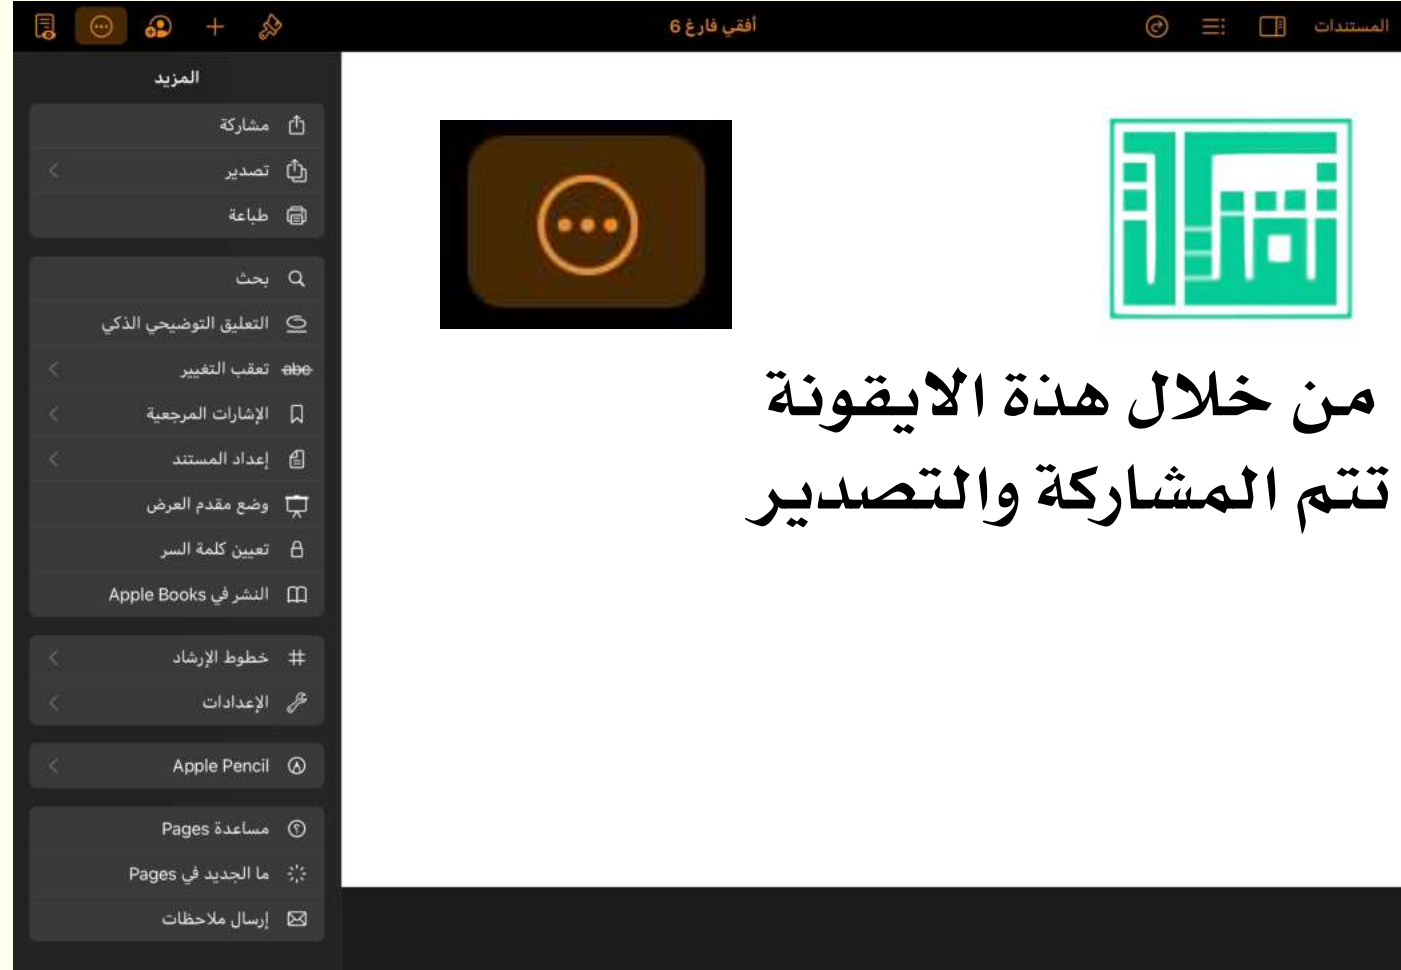 المستندات
أفقي فارغ 6
المزيد
مشاركة
تصدير
طباعة
بحث
التعليق التوضيحي الذكي
abc تعقب التغيير
الإشارات المرجعية
إعداد المستند
وضع مقدم العرض
تعيين كلمة السر
النشر في Apple Books
خطوط الإرشاد
الإعدادات
Apple Pencil
مساعدة Pages
ما الجديد في Pages
إرسال ملاحظات
من خلال هذة الايقونة
تتم المشاركة والتصدير